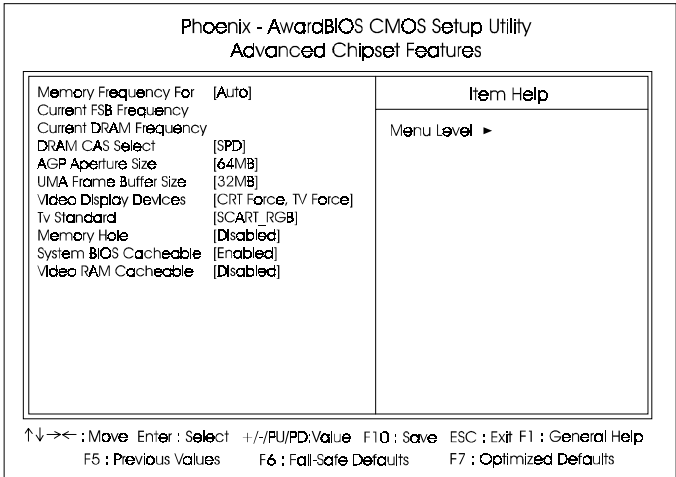 Phoenix - AwardBIOS CMOS Setup Utility
Advanced Chipset Features
Memory Frequency For [Auto]
Current FSB Frequency
Current DRAM Frequency
DRAM CAS Select [SPD]
AGP Aperture Size [64MB]
UMA Frame Buffer Size [32MB]
Video Display Devices [CRT Force, TV Force]
Tv Standard [SCART_RGB]
Memory Hole [Disabled]
System BIOS Cacheable [Enabled]
Video RAM Cacheable [Disabled]
Item Help
Menu Level ►
↑↓→← : Move Enter : Select +/-/PU/PD:Value F10 : Save ESC : Exit F1 : General Help
F5 : Previous Values F6 : Fail-Safe Defaults F7 : Optimized Defaults